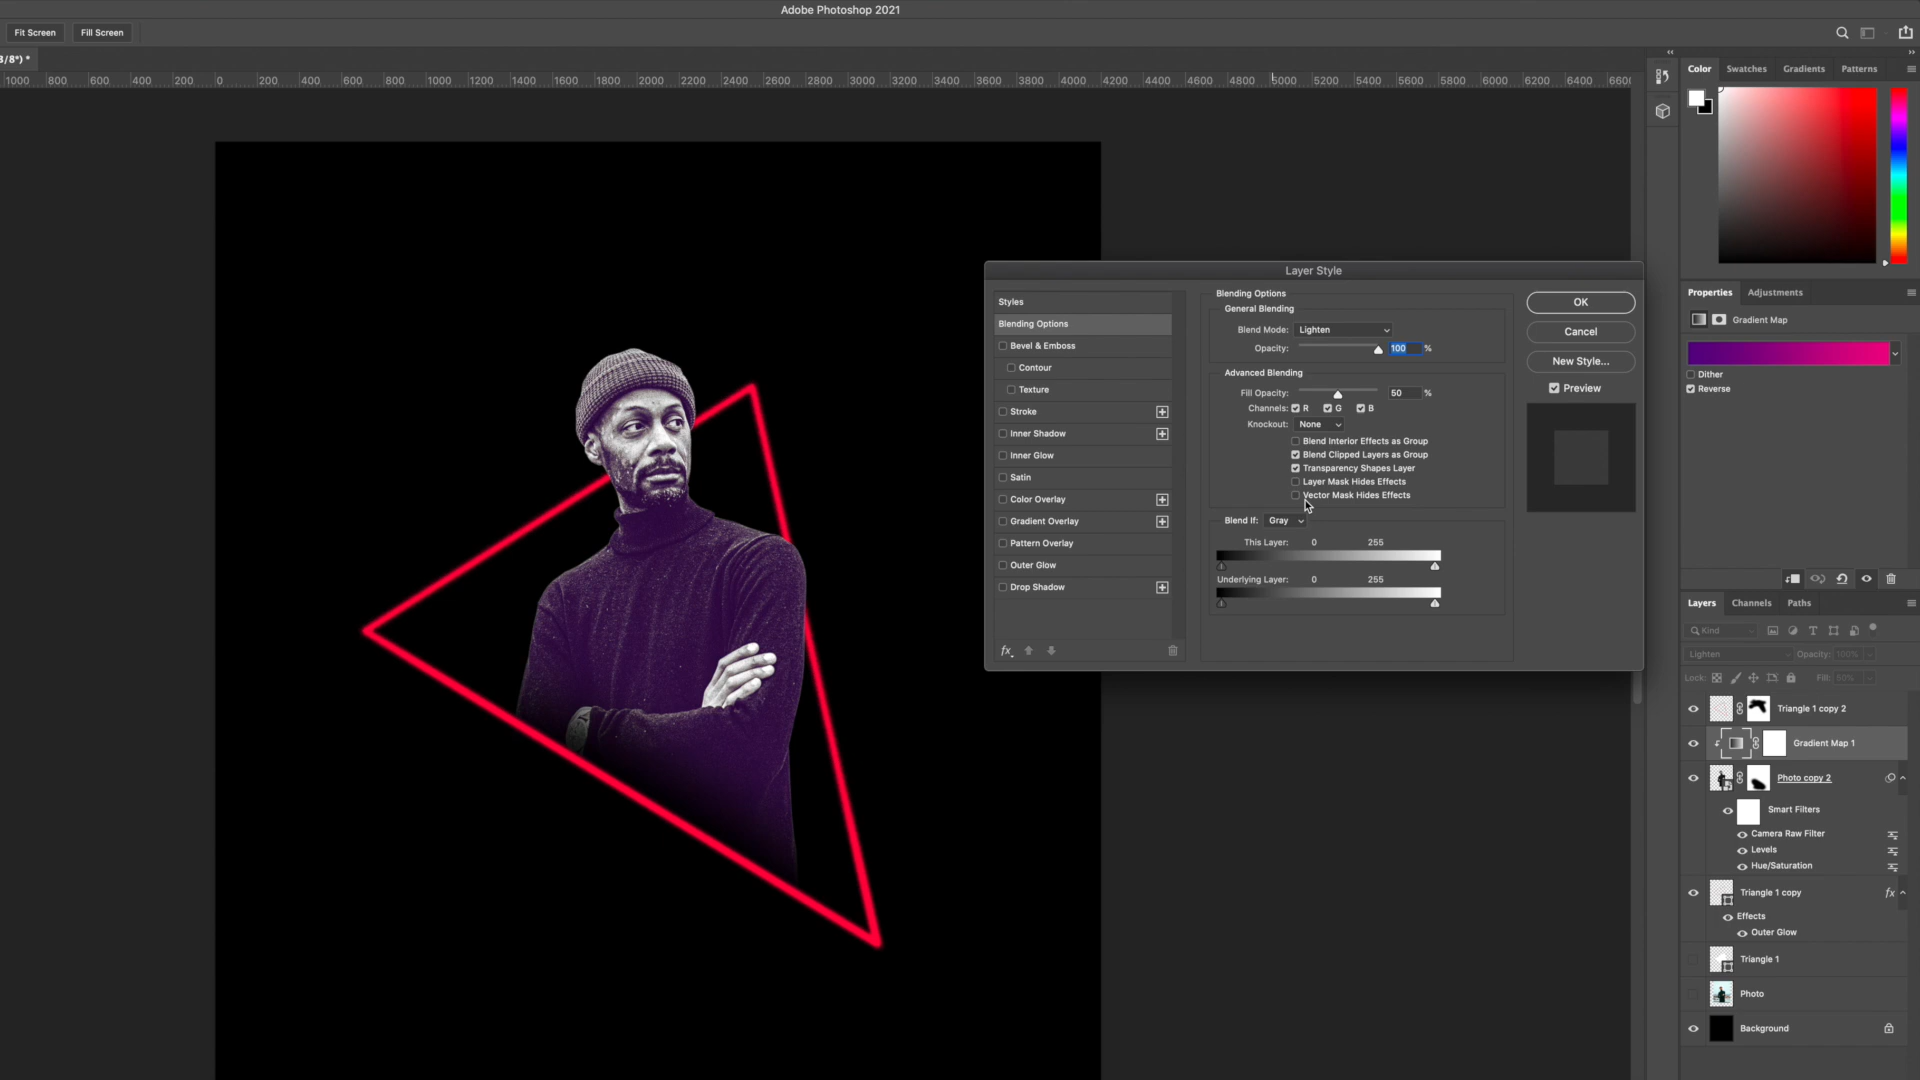 Adobe Photoshop 2021
Fit Screen
Fill Screen
3/8*) *
1000 800 600 400 200 0 200 400 600 800 1000 1200 1400 1600 1800 2000 2200 2400 2600 2800 3000 3200 3400 3600 3800 4000 4200 4400 4600 4800 5000 5200 5400 5600 5800 6000 6200 6400 6600
Color Swatches Gradients Patterns
Properties Adjustments
Gradient Map
Dither
Reverse
Layer Style
Styles
Blending Options
Bevel & Emboss
Contour
Texture
Stroke
Inner Shadow
Inner Glow
Satin
Color Overlay
Gradient Overlay
Pattern Overlay
Outer Glow
Drop Shadow
fx
Blending Options
General Blending
Blend Mode: Lighten
Opacity: 100 %
Advanced Blending
Fill Opacity: 50 %
Channels: R G B
Knockout: None
Blend Interior Effects as Group
Blend Clipped Layers as Group
Transparency Shapes Layer
Layer Mask Hides Effects
Vector Mask Hides Effects
Blend If: Gray
This Layer: 0 255
Underlying Layer: 0 255
OK
Cancel
New Style...
Preview
Layers Channels Paths
Kind
Lighten Opacity: 100%
Lock: Fill:
Triangle 1 copy 2
Gradient Map 1
Photo copy 2
Smart Filters
Camera Raw Filter
Levels
Hue/Saturation
Triangle 1 copy fx
Effects
Outer Glow
Triangle 1
Photo
Background